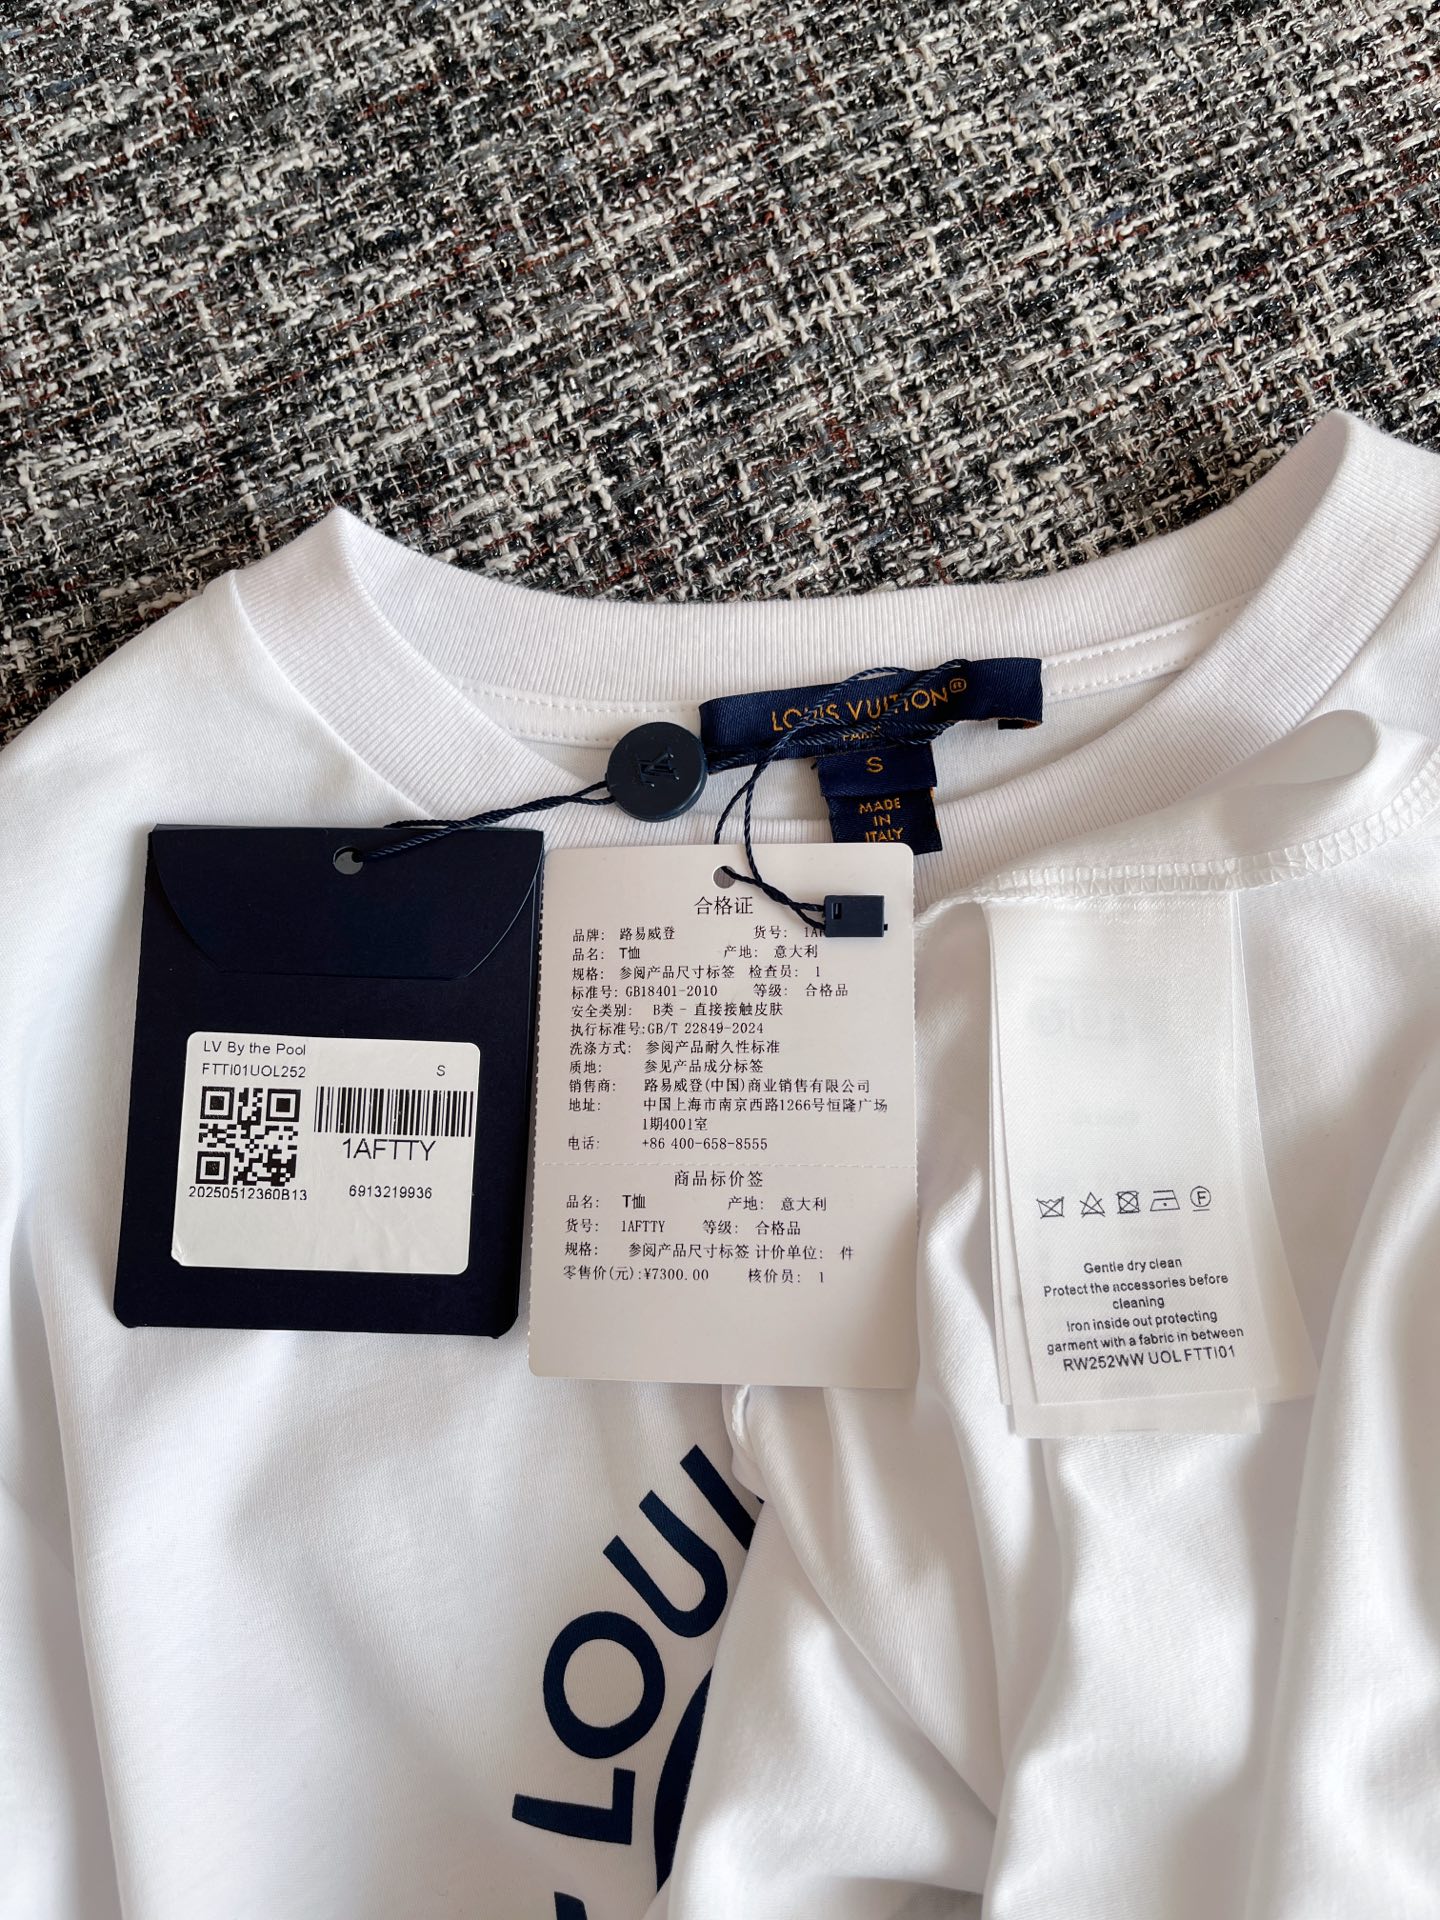 LOUIS VUITTON®
PARIS
S
MADE
IN
ITALY
LV By the Pool
FTTI01UOL252 S
1AFTTY
20250512360B13 6913219936
合格证
品牌: 路易威登 货号: 1AF
品名: T恤 产地: 意大利
规格: 参阅产品尺寸标签 检查员: 1
标准号: GB18401-2010 等级: 合格品
安全类别: B类 - 直接接触皮肤
执行标准号:GB/T 22849-2024
洗涤方式: 参阅产品耐久性标准
质地: 参见产品成分标签
销售商: 路易威登(中国)商业销售有限公司
地址: 中国上海市南京西路1266号恒隆广场
1期4001室
电话: +86 400-658-8555
商品标价签
品名: T恤 产地: 意大利
货号: 1AFTTY 等级: 合格品
规格: 参阅产品尺寸标签 计价单位: 件
零售价(元):¥7300.00 核价员: 1
Gentle dry clean
Protect the accessories before
cleaning
Iron inside out protecting
garment with a fabric in between
RW252WW UOL FTTI01
LOUI